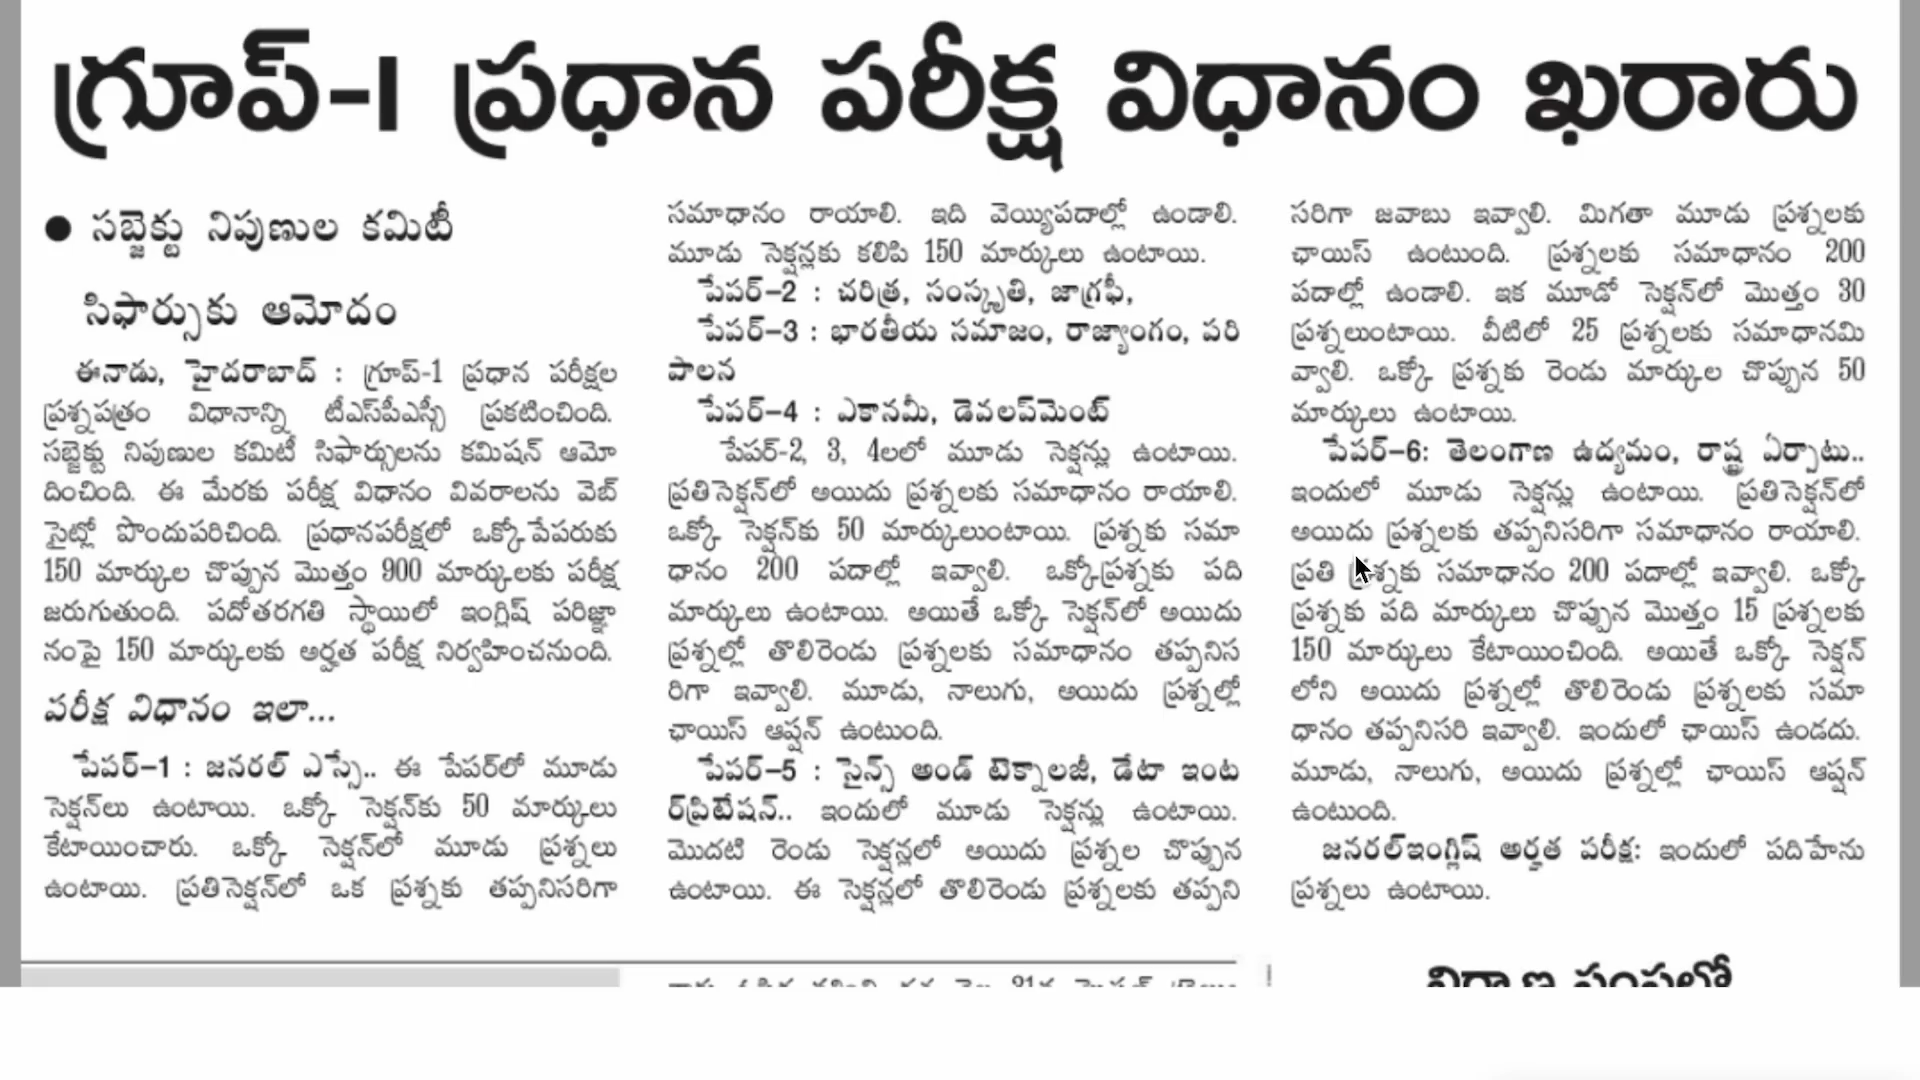 గ్రూప్-I ప్రధాన పరీక్ష విధానం ఖరారు
● సబ్జెక్టు నిపుణుల కమిటీ
సిఫార్సుకు ఆమోదం
ఈనాడు, హైదరాబాద్ : గ్రూప్-1 ప్రధాన పరీక్షల
ప్రశ్నపత్రం విధానాన్ని టీఎస్‌పీఎస్సీ ప్రకటించింది.
సబ్జెక్టు నిపుణుల కమిటీ సిఫార్సులను కమిషన్ ఆమో
దించింది. ఈ మేరకు పరీక్ష విధానం వివరాలను వెబ్
సైట్లో పొందుపరిచింది. ప్రధానపరీక్షలో ఒక్కోపేపరుకు
150 మార్కుల చొప్పున మొత్తం 900 మార్కులకు పరీక్ష
జరుగుతుంది. పదోతరగతి స్థాయిలో ఇంగ్లిష్ పరిజ్ఞా
నంపై 150 మార్కులకు అర్హత పరీక్ష నిర్వహించనుంది.
పరీక్ష విధానం ఇలా...
పేపర్-1 : జనరల్ ఎస్సే.. ఈ పేపర్‌లో మూడు
సెక్షన్‌లు ఉంటాయి. ఒక్కో సెక్షన్‌కు 50 మార్కులు
కేటాయించారు. ఒక్కో సెక్షన్‌లో మూడు ప్రశ్నలు
ఉంటాయి. ప్రతిసెక్షన్‌లో ఒక ప్రశ్నకు తప్పనిసరిగా
సమాధానం రాయాలి. ఇది వెయ్యిపదాల్లో ఉండాలి.
మూడు సెక్షన్లకు కలిపి 150 మార్కులు ఉంటాయి.
పేపర్-2 : చరిత్ర, సంస్కృతి, జాగ్రఫీ,
పేపర్-3 : భారతీయ సమాజం, రాజ్యాంగం, పరి
పాలన
పేపర్-4 : ఎకానమీ, డెవలప్‌మెంట్
పేపర్-2, 3, 4లలో మూడు సెక్షన్లు ఉంటాయి.
ప్రతిసెక్షన్‌లో అయిదు ప్రశ్నలకు సమాధానం రాయాలి.
ఒక్కో సెక్షన్‌కు 50 మార్కులుంటాయి. ప్రశ్నకు సమా
ధానం 200 పదాల్లో ఇవ్వాలి. ఒక్కోప్రశ్నకు పది
మార్కులు ఉంటాయి. అయితే ఒక్కో సెక్షన్‌లో అయిదు
ప్రశ్నల్లో తొలిరెండు ప్రశ్నలకు సమాధానం తప్పనిస
రిగా ఇవ్వాలి. మూడు, నాలుగు, అయిదు ప్రశ్నల్లో
ఛాయిస్ ఆప్షన్ ఉంటుంది.
పేపర్-5 : సైన్స్ అండ్ టెక్నాలజీ, డేటా ఇంట
ర్‌ప్రిటేషన్.. ఇందులో మూడు సెక్షన్లు ఉంటాయి.
మొదటి రెండు సెక్షన్లలో అయిదు ప్రశ్నల చొప్పున
ఉంటాయి. ఈ సెక్షన్లలో తొలిరెండు ప్రశ్నలకు తప్పని
సరిగా జవాబు ఇవ్వాలి. మిగతా మూడు ప్రశ్నలకు
ఛాయిస్ ఉంటుంది. ప్రశ్నలకు సమాధానం 200
పదాల్లో ఉండాలి. ఇక మూడో సెక్షన్‌లో మొత్తం 30
ప్రశ్నలుంటాయి. వీటిలో 25 ప్రశ్నలకు సమాధానమి
వ్వాలి. ఒక్కో ప్రశ్నకు రెండు మార్కుల చొప్పున 50
మార్కులు ఉంటాయి.
పేపర్-6: తెలంగాణ ఉద్యమం, రాష్ట్ర ఏర్పాటు..
ఇందులో మూడు సెక్షన్లు ఉంటాయి. ప్రతిసెక్షన్‌లో
అయిదు ప్రశ్నలకు తప్పనిసరిగా సమాధానం రాయాలి.
ప్రతి ప్రశ్నకు సమాధానం 200 పదాల్లో ఇవ్వాలి. ఒక్కో
ప్రశ్నకు పది మార్కులు చొప్పున మొత్తం 15 ప్రశ్నలకు
150 మార్కులు కేటాయించింది. అయితే ఒక్కో సెక్షన్
లోని అయిదు ప్రశ్నల్లో తొలిరెండు ప్రశ్నలకు సమా
ధానం తప్పనిసరి ఇవ్వాలి. ఇందులో ఛాయిస్ ఉండదు.
మూడు, నాలుగు, అయిదు ప్రశ్నల్లో ఛాయిస్ ఆప్షన్
ఉంటుంది.
జనరల్‌ఇంగ్లిష్ అర్హత పరీక్ష: ఇందులో పదిహేను
ప్రశ్నలు ఉంటాయి.